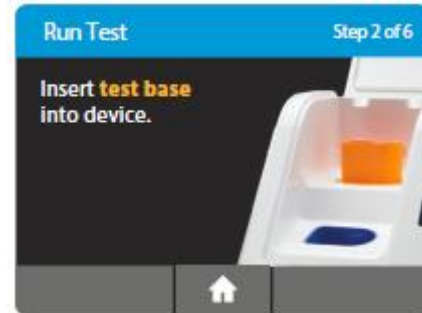 Run Test
Step 2 of 6
Insert test base
into device.